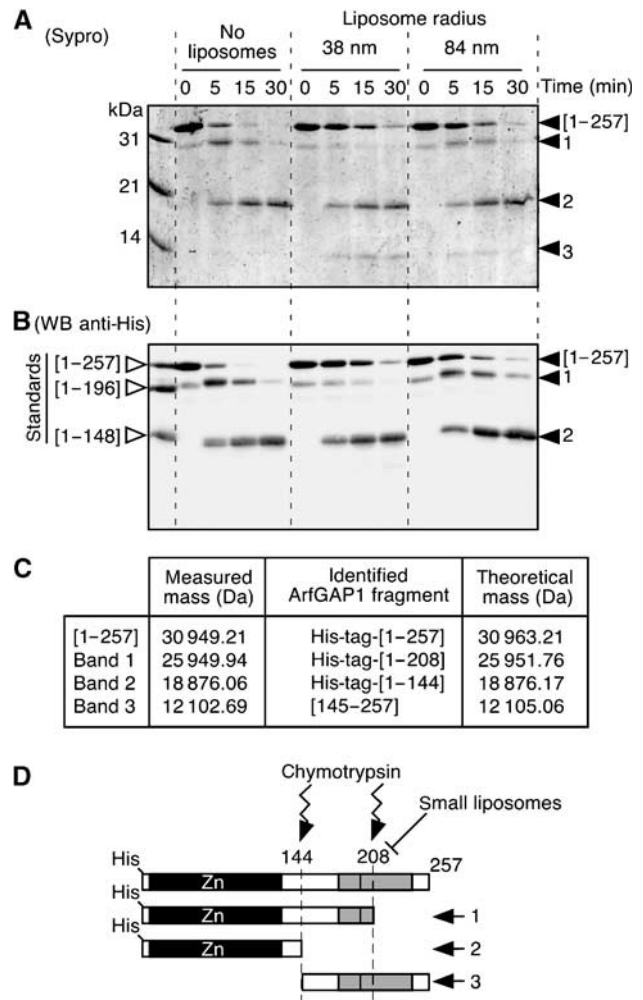 A
(Sypro)
No liposomes
Liposome radius
38 nm
84 nm
0 5 15 30 0 5 15 30 0 5 15 30 Time (min)
kDa
31
21
14
[1–257]
1
2
3
B (WB anti-His)
Standards
[1–257]
[1–196]
[1–148]
[1–257]
1
2
C
Measured mass (Da) Identified ArfGAP1 fragment Theoretical mass (Da)
[1–257] 30 949.21 His-tag-[1–257] 30 963.21
Band 1 25 949.94 His-tag-[1–208] 25 951.76
Band 2 18 876.06 His-tag-[1–144] 18 876.17
Band 3 12 102.69 [145–257] 12 105.06
D
Chymotrypsin
Small liposomes
144 208 257
His Zn
His Zn 1
His Zn 2
3